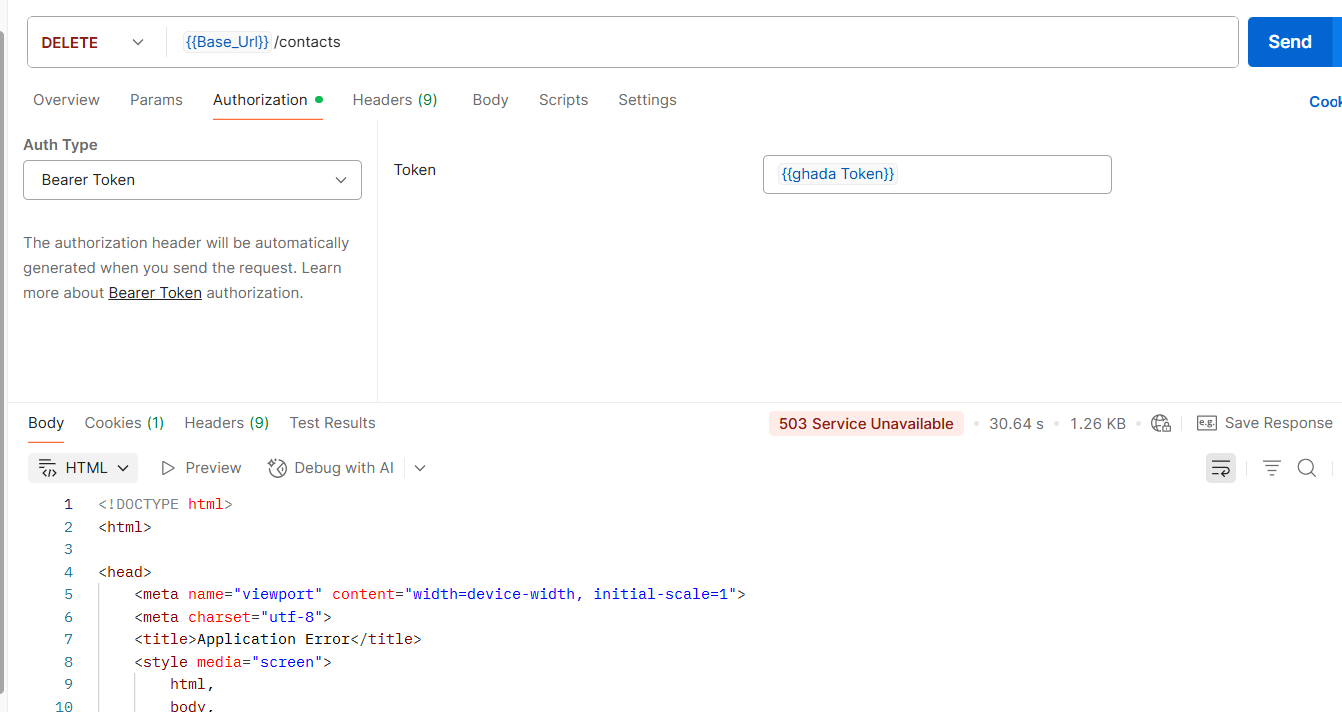 DELETE {{Base_Url}} /contacts Send
Overview Params Authorization Headers (9) Body Scripts Settings
Auth Type
Bearer Token
The authorization header will be automatically
generated when you send the request. Learn
more about Bearer Token authorization.
Token
{{ghada Token}}
Body Cookies (1) Headers (9) Test Results 503 Service Unavailable 30.64 s 1.26 KB e.g. Save Response
HTML Preview Debug with AI
1 <!DOCTYPE html>
2 <html>
3
4 <head>
5 <meta name="viewport" content="width=device-width, initial-scale=1">
6 <meta charset="utf-8">
7 <title>Application Error</title>
8 <style media="screen">
9 html,
10 body,